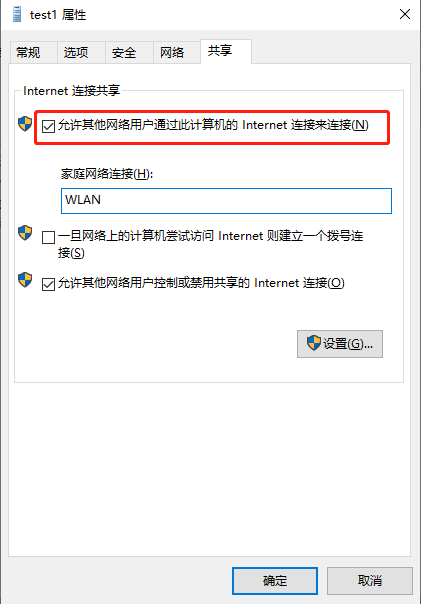 test1 属性
常规 选项 安全 网络 共享
Internet 连接共享
允许其他网络用户通过此计算机的 Internet 连接来连接(N)
家庭网络连接(H):
WLAN
一旦网络上的计算机尝试访问 Internet 则建立一个拨号连
接(S)
允许其他网络用户控制或禁用共享的 Internet 连接(O)
设置(G)...
确定 取消